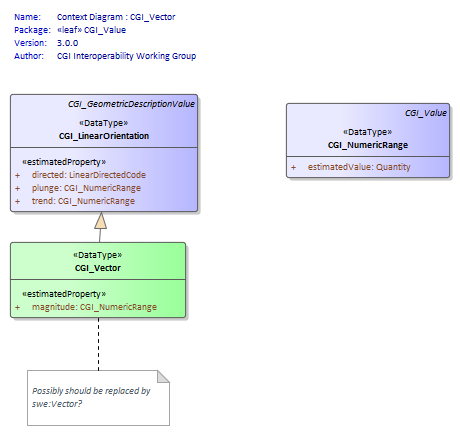 Name: Context Diagram : CGI_Vector
Package: «leaf» CGI_Value
Version: 3.0.0
Author: CGI Interoperability Working Group
CGI_GeometricDescriptionValue
«DataType»
CGI_LinearOrientation
«estimatedProperty»
+ directed: LinearDirectedCode
+ plunge: CGI_NumericRange
+ trend: CGI_NumericRange
CGI_Value
«DataType»
CGI_NumericRange
+ estimatedValue: Quantity
«DataType»
CGI_Vector
«estimatedProperty»
+ magnitude: CGI_NumericRange
Possibly should be replaced by
swe:Vector?